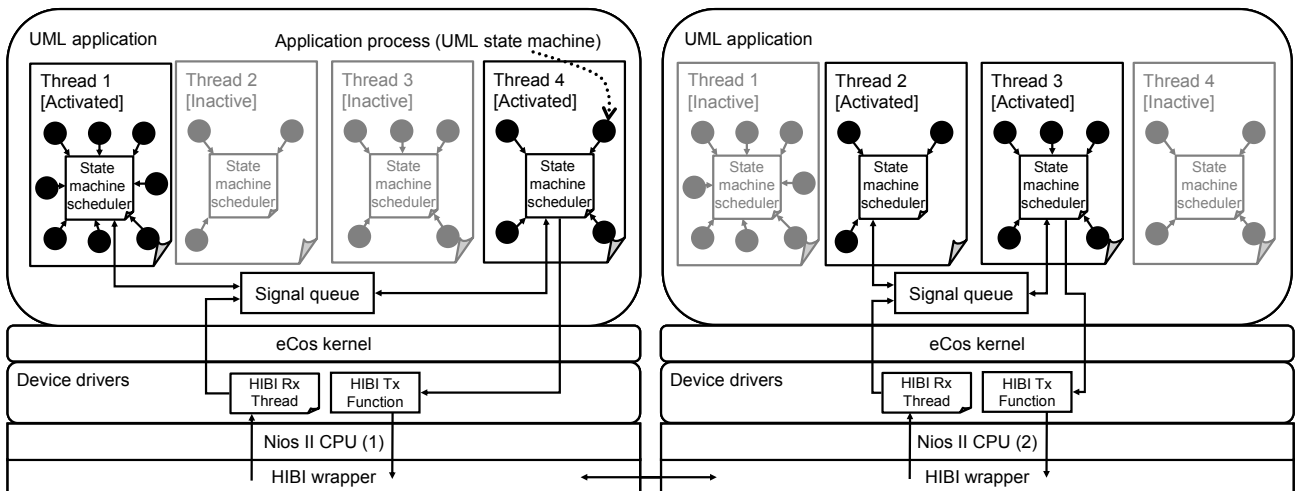 UML application
Application process (UML state machine)
Thread 1
[Activated]
State
machine
scheduler
Thread 2
[Inactive]
State
machine
scheduler
Thread 3
[Inactive]
State
machine
scheduler
Thread 4
[Activated]
State
machine
scheduler
Signal queue
eCos kernel
Device drivers
HIBI Rx
Thread
HIBI Tx
Function
Nios II CPU (1)
HIBI wrapper
UML application
Thread 1
[Inactive]
State
machine
scheduler
Thread 2
[Activated]
State
machine
scheduler
Thread 3
[Activated]
State
machine
scheduler
Thread 4
[Inactive]
State
machine
scheduler
Signal queue
eCos kernel
Device drivers
HIBI Rx
Thread
HIBI Tx
Function
Nios II CPU (2)
HIBI wrapper